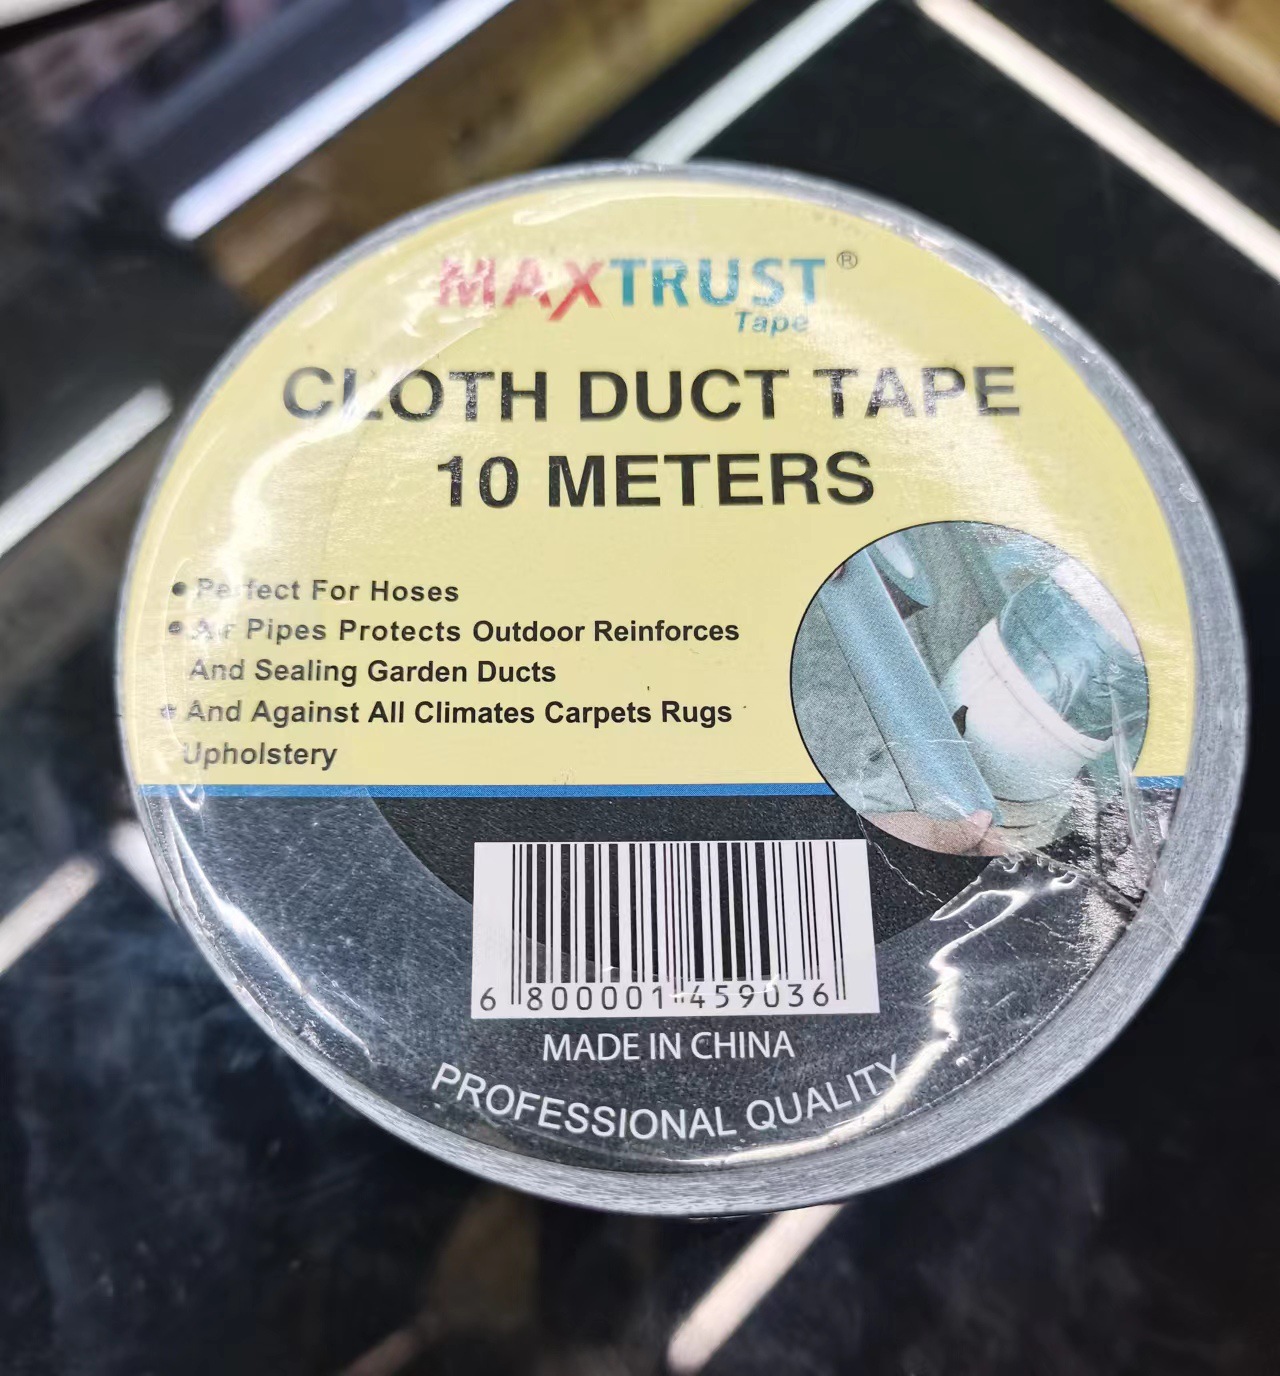 MAXTRUST®
Tape
CLOTH DUCT TAPE
10 METERS
• Perfect For Hoses
• Air Pipes Protects Outdoor Reinforces
And Sealing Garden Ducts
• And Against All Climates Carpets Rugs
Upholstery
6 800001 459036
MADE IN CHINA
PROFESSIONAL QUALITY